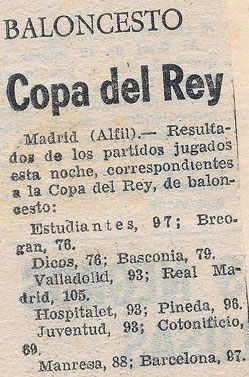 BALONCESTO
Copa del Rey
Madrid (Alfil).— Resulta-
dos de los partidos jugados
esta noche, correspondientes
a la Copa del Rey, de balon-
cesto:
Estudiantes, 97; Breo-
gan, 76.
Dicos, 76; Basconia, 79.
Valladolid, 93; Real Ma-
drid, 105.
Hospitalet, 93; Pineda, 96.
Juventud, 93; Cotonificio,
69.
Manresa, 88; Barcelona, 97.